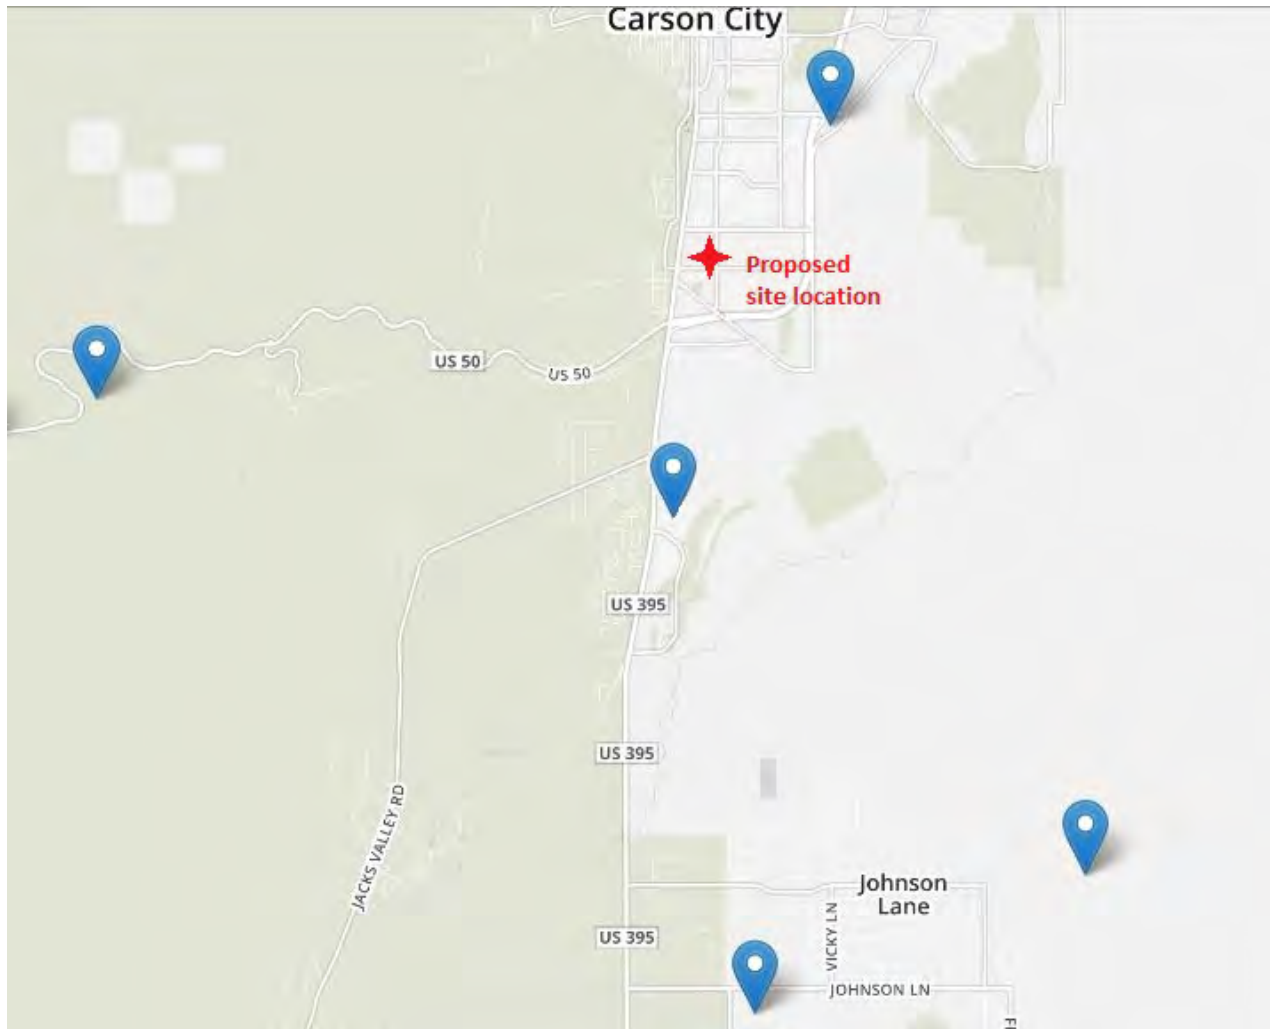 Carson City
Proposed
site location
US 50
US 50
US 395
US 395
JACKS VALLEY RD
Johnson
Lane
VICKY LN
US 395
JOHNSON LN